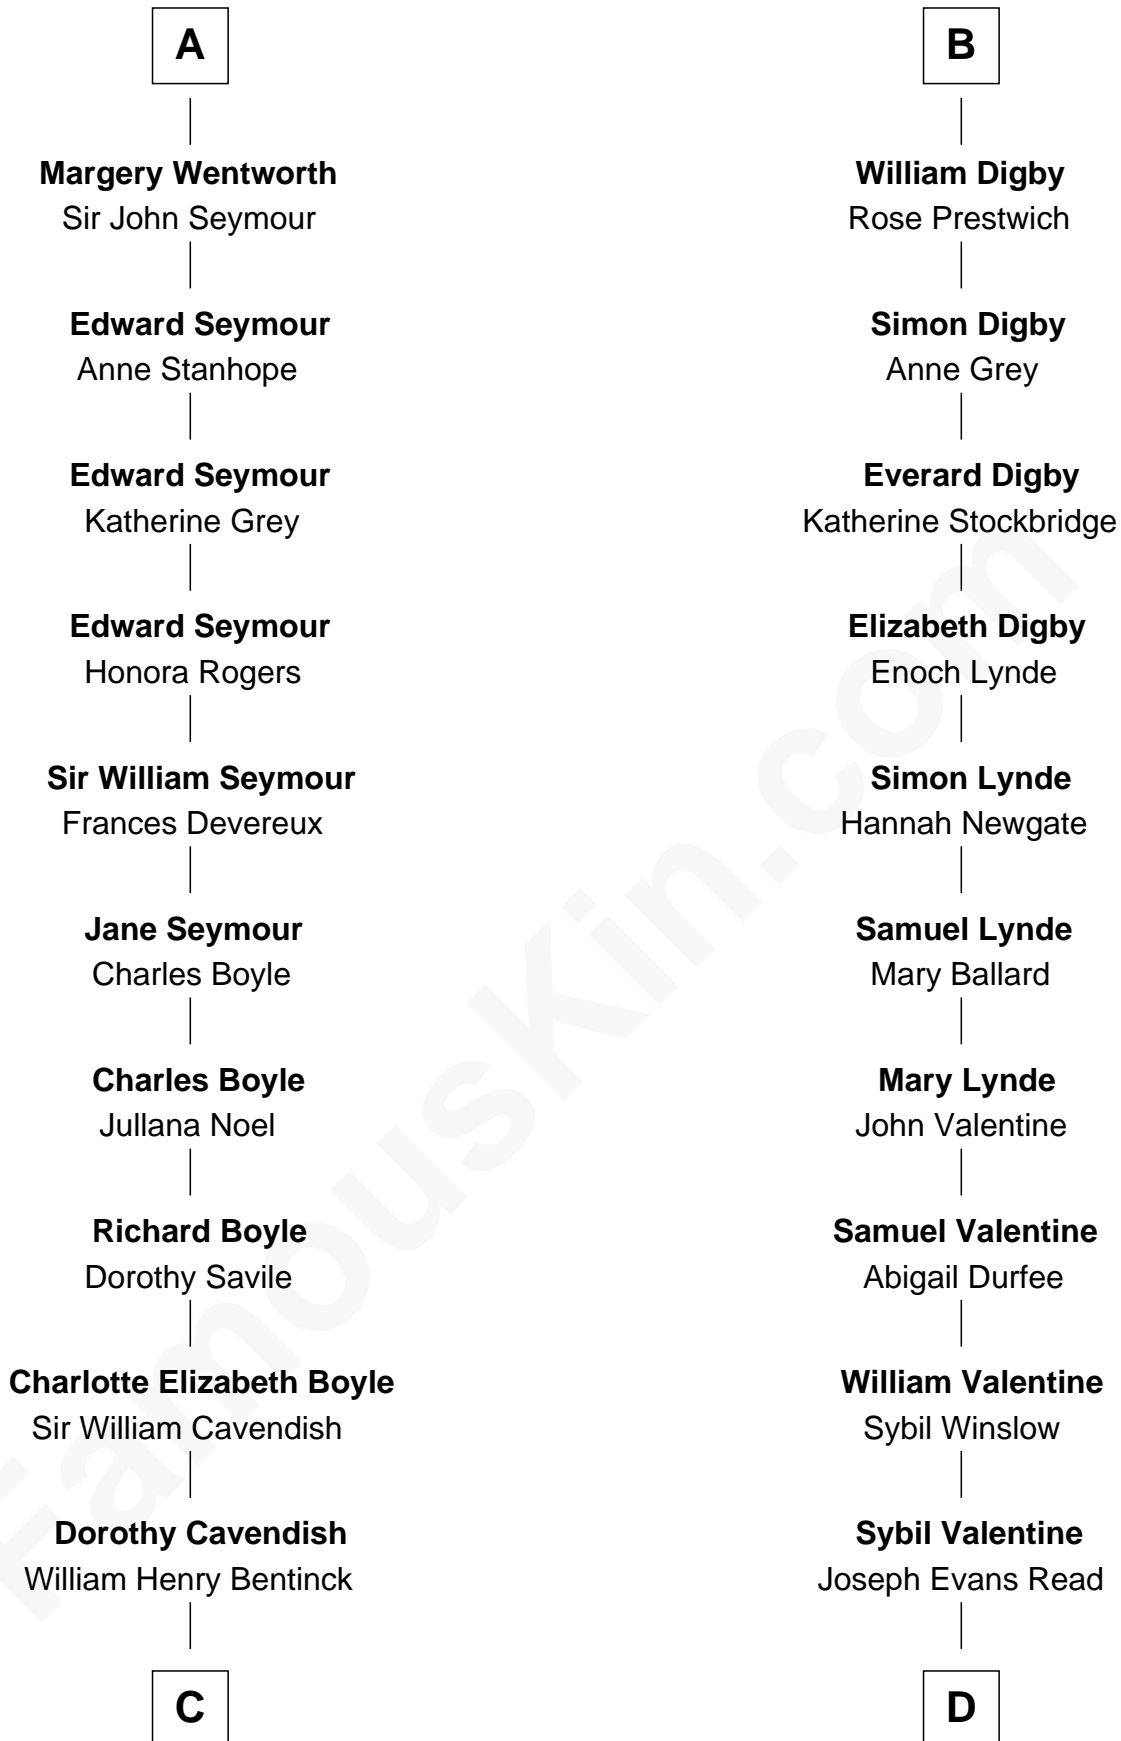 A
Margery Wentworth
Sir John Seymour
Edward Seymour
Anne Stanhope
Edward Seymour
Katherine Grey
Edward Seymour
Honora Rogers
Sir William Seymour
Frances Devereux
Jane Seymour
Charles Boyle
Charles Boyle
Jullana Noel
Richard Boyle
Dorothy Savile
Charlotte Elizabeth Boyle
Sir William Cavendish
Dorothy Cavendish
William Henry Bentinck
C
B
William Digby
Rose Prestwich
Simon Digby
Anne Grey
Everard Digby
Katherine Stockbridge
Elizabeth Digby
Enoch Lynde
Simon Lynde
Hannah Newgate
Samuel Lynde
Mary Ballard
Mary Lynde
John Valentine
Samuel Valentine
Abigail Durfee
William Valentine
Sybil Winslow
Sybil Valentine
Joseph Evans Read
D
FamousKin.com